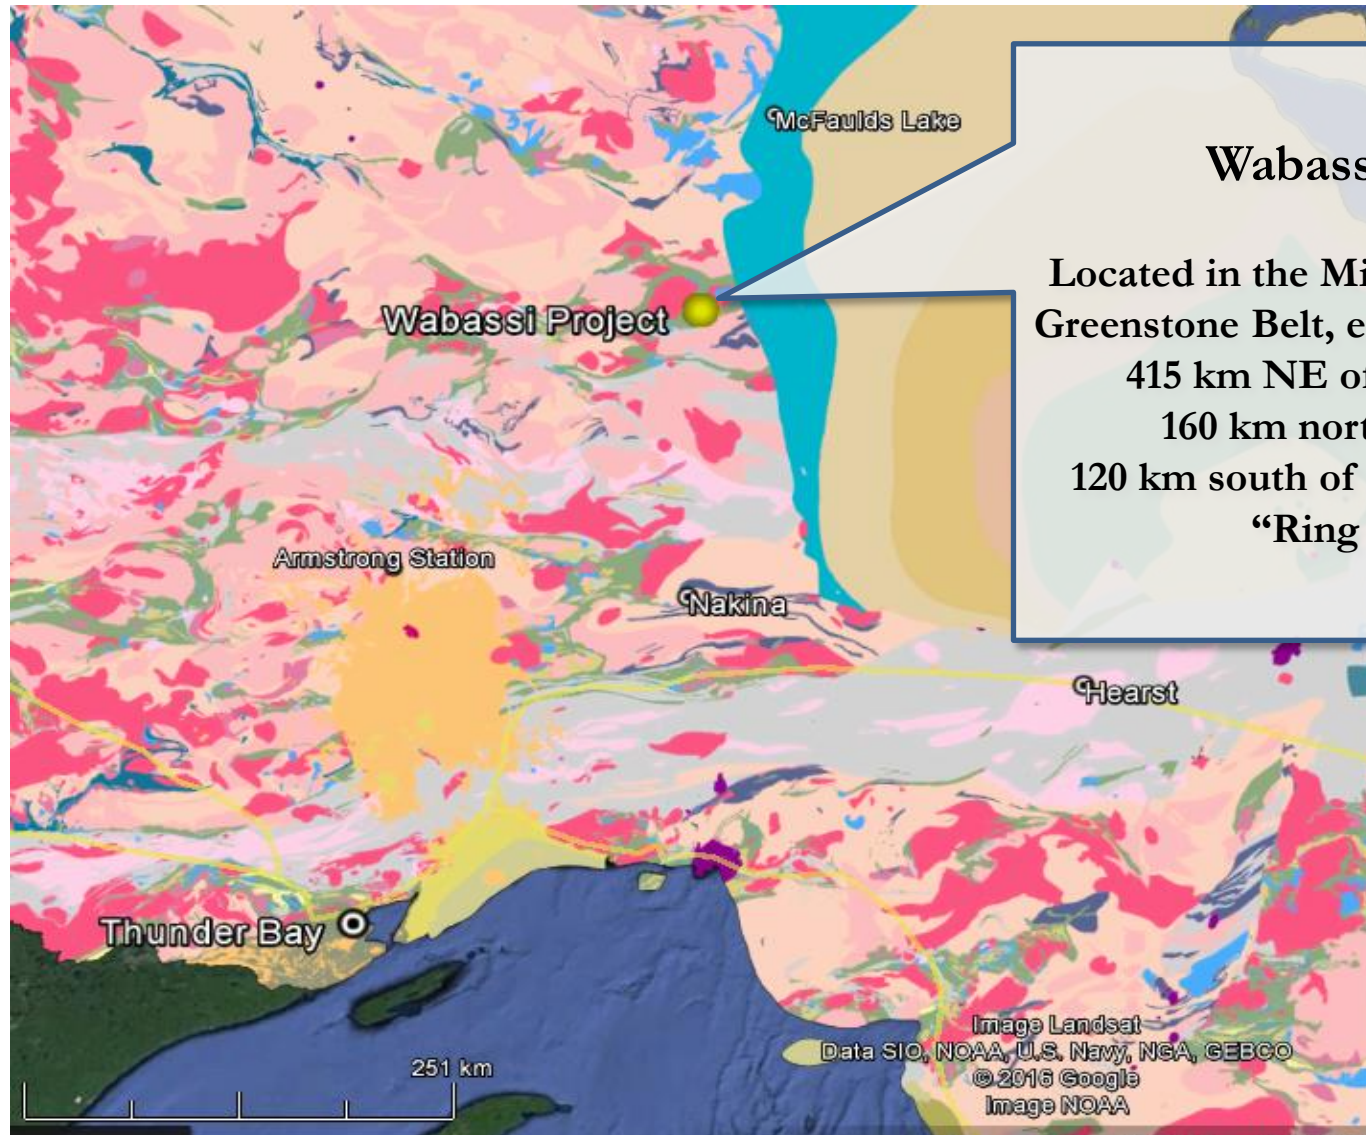 McFaulds Lake
Wabassi Project
Armstrong Station
Nakina
Hearst
Thunder Bay
251 km
Image Landsat
Data SIO, NOAA, U.S. Navy, NGA, GEBCO
© 2016 Google
Image NOAA
Wabass
Located in the Mi
Greenstone Belt, e
415 km NE of
160 km nort
120 km south of
“Ring